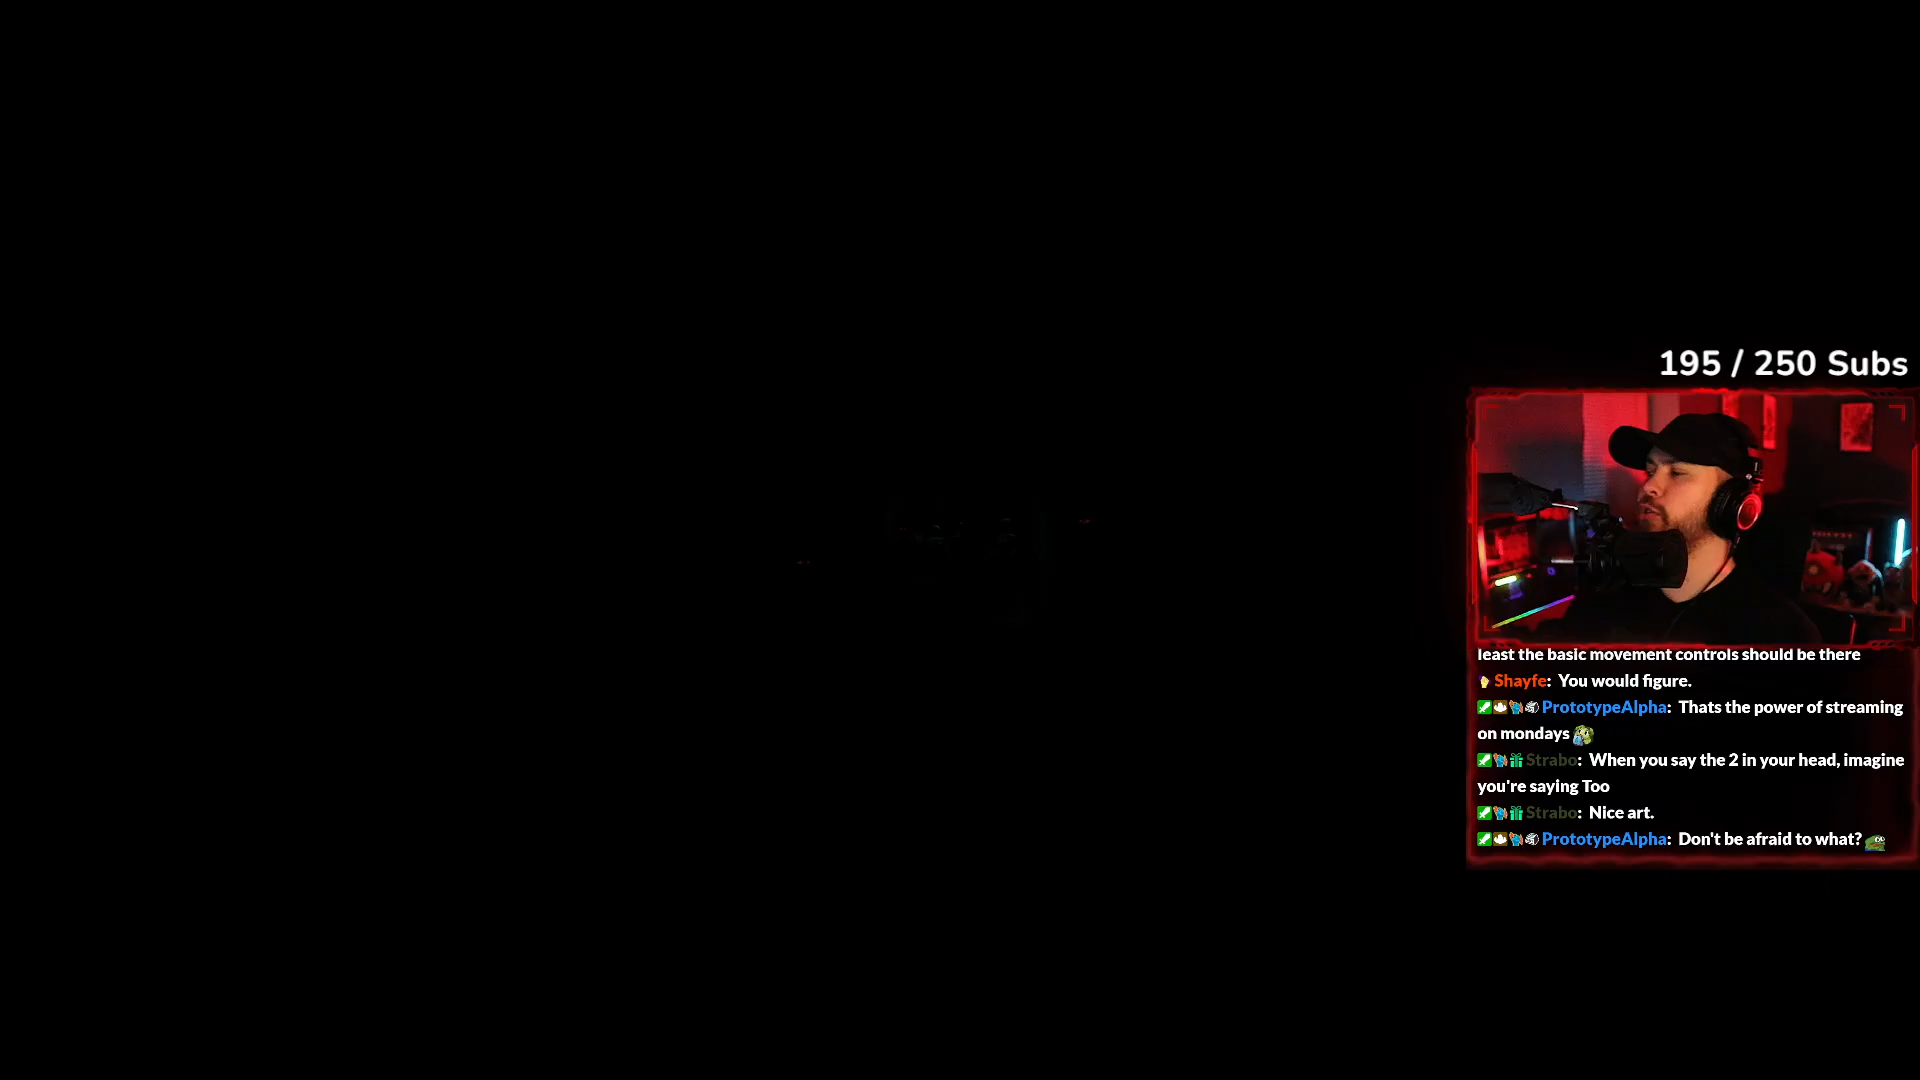 195 / 250 Subs
least the basic movement controls should be there
Shayfe: You would figure.
PrototypeAlpha: Thats the power of streaming
on mondays
Strabo: When you say the 2 in your head, imagine
you're saying Too
Strabo: Nice art.
PrototypeAlpha: Don't be afraid to what?